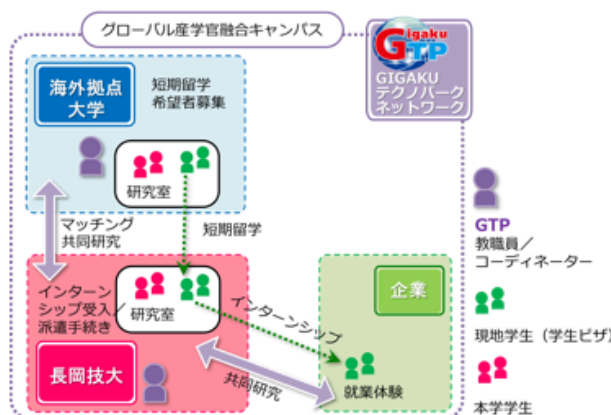 グローバル産学官融合キャンパス
Gigaku
GTP
GIGAKU
テクノパーク
ネットワーク
海外拠点
大学
短期留学
希望者募集
研究室
マッチング
共同研究
短期留学
インターン
シップ受入/
派遣手続き
研究室
長岡技大
インターンシップ
共同研究
企業
就業体験
GTP
教職員/
コーディネーター
現地学生(学生ビザ)
本学学生